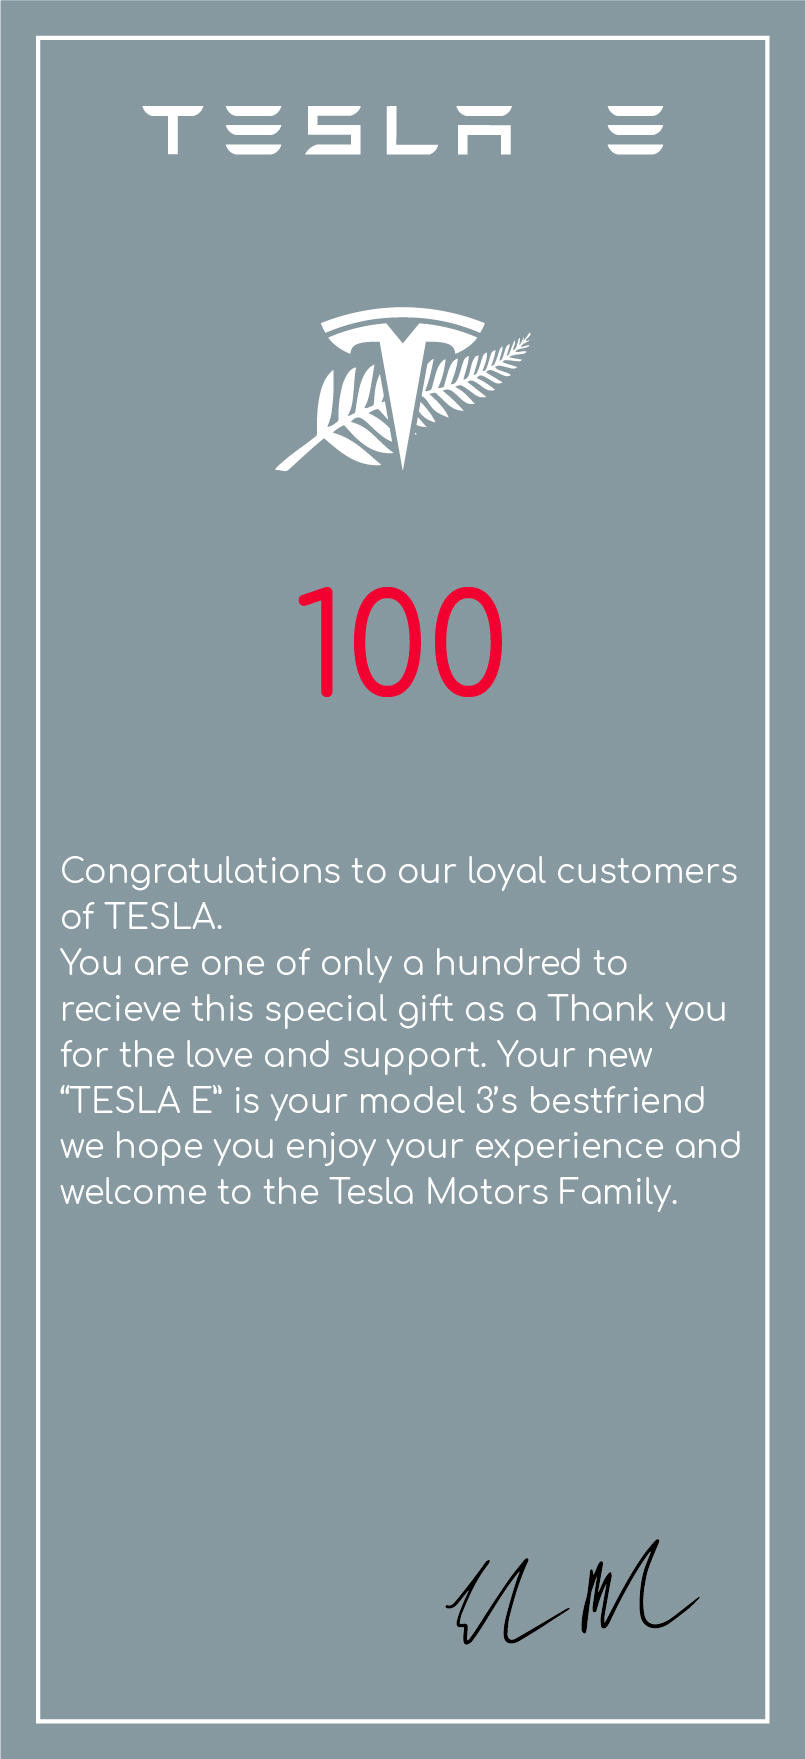 TESLA E
100
Congratulations to our loyal customers
of TESLA.
You are one of only a hundred to
recieve this special gift as a Thank you
for the love and support. Your new
“TESLA E” is your model 3’s bestfriend
we hope you enjoy your experience and
welcome to the Tesla Motors Family.